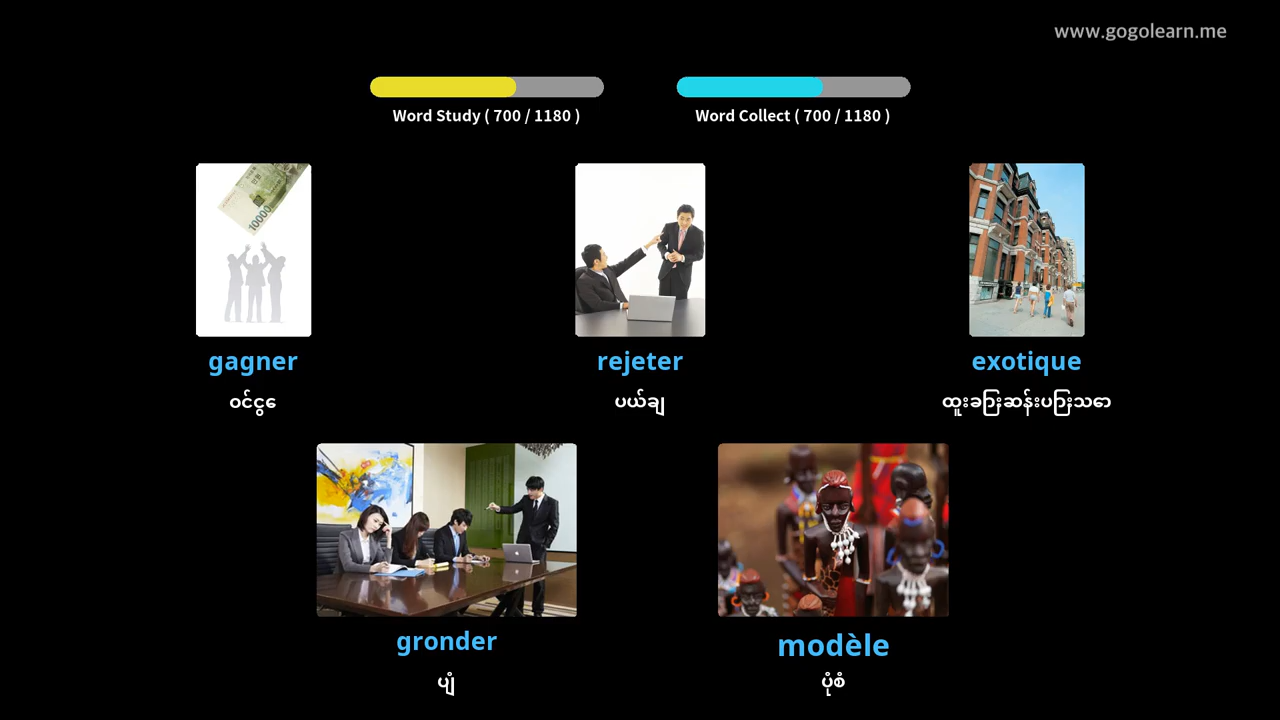 www.gogolearn.me
Word Study ( 700 / 1180 )
Word Collect ( 700 / 1180 )
10000
gagner
ဝင်ငွေ
rejeter
ပယ်ချ
exotique
ထူးခြားဆန်းပြားသော
gronder
ပျံ
modèle
ပုံစံ